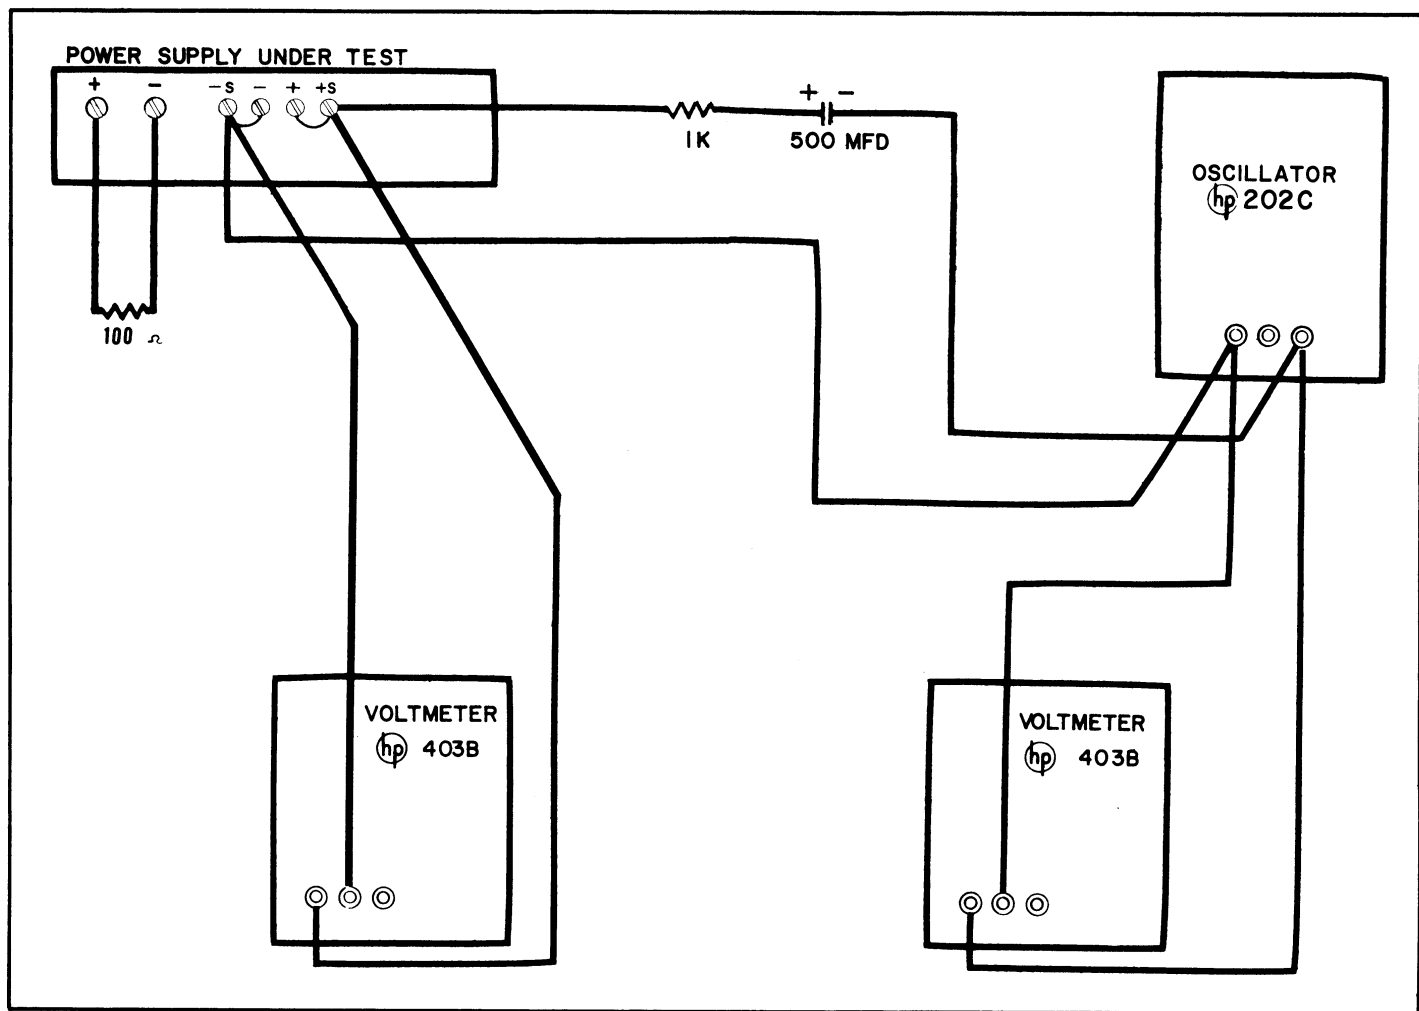 POWER SUPPLY UNDER TEST
+ - -S - + +S
+ -
1K
500 MFD
100 Ω
OSCILLATOR
hp 202C
VOLTMETER
hp 403B
VOLTMETER
hp 403B